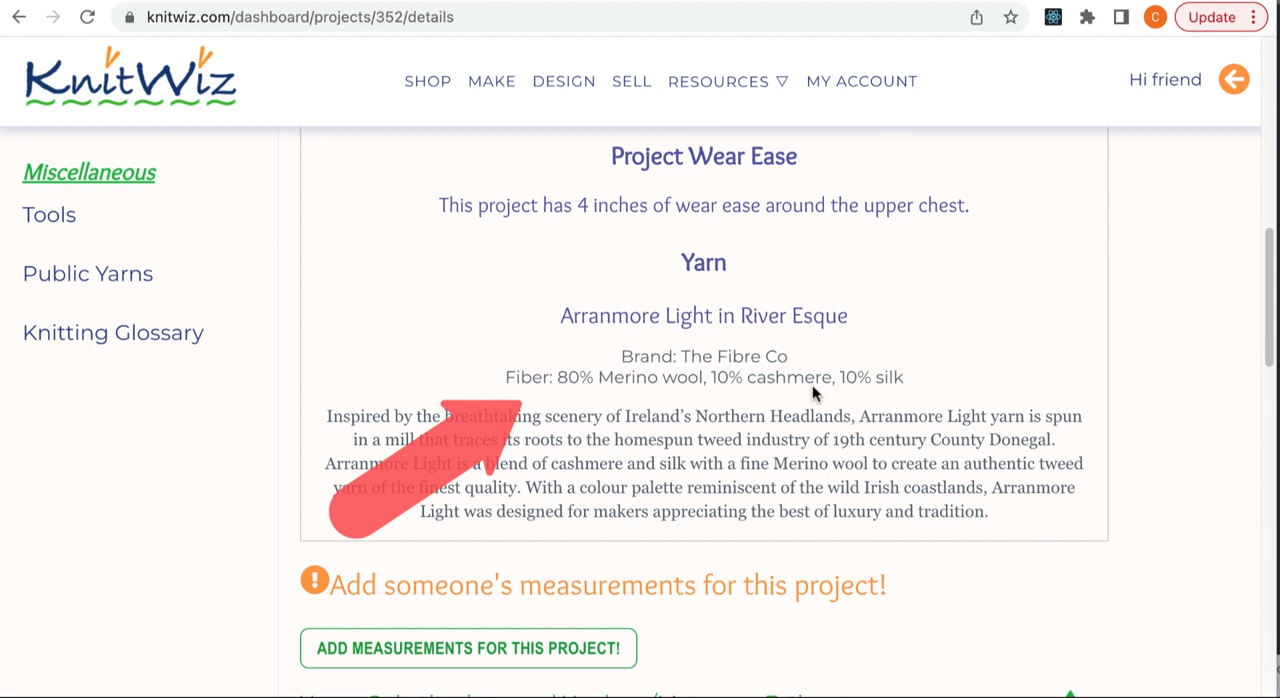 knitwiz.com/dashboard/projects/352/details
C
Update
KnitWiz
SHOP MAKE DESIGN SELL RESOURCES ▽ MY ACCOUNT
Hi friend
Miscellaneous
Tools
Public Yarns
Knitting Glossary
Project Wear Ease
This project has 4 inches of wear ease around the upper chest.
Yarn
Arranmore Light in River Esque
Brand: The Fibre Co
Fiber: 80% Merino wool, 10% cashmere, 10% silk
Inspired by the breathtaking scenery of Ireland's Northern Headlands, Arranmore Light yarn is spun
in a mill that traces its roots to the homespun tweed industry of 19th century County Donegal.
Arranmore Light is a blend of cashmere and silk with a fine Merino wool to create an authentic tweed
yarn of the finest quality. With a colour palette reminiscent of the wild Irish coastlands, Arranmore
Light was designed for makers appreciating the best of luxury and tradition.
! Add someone's measurements for this project!
ADD MEASUREMENTS FOR THIS PROJECT!